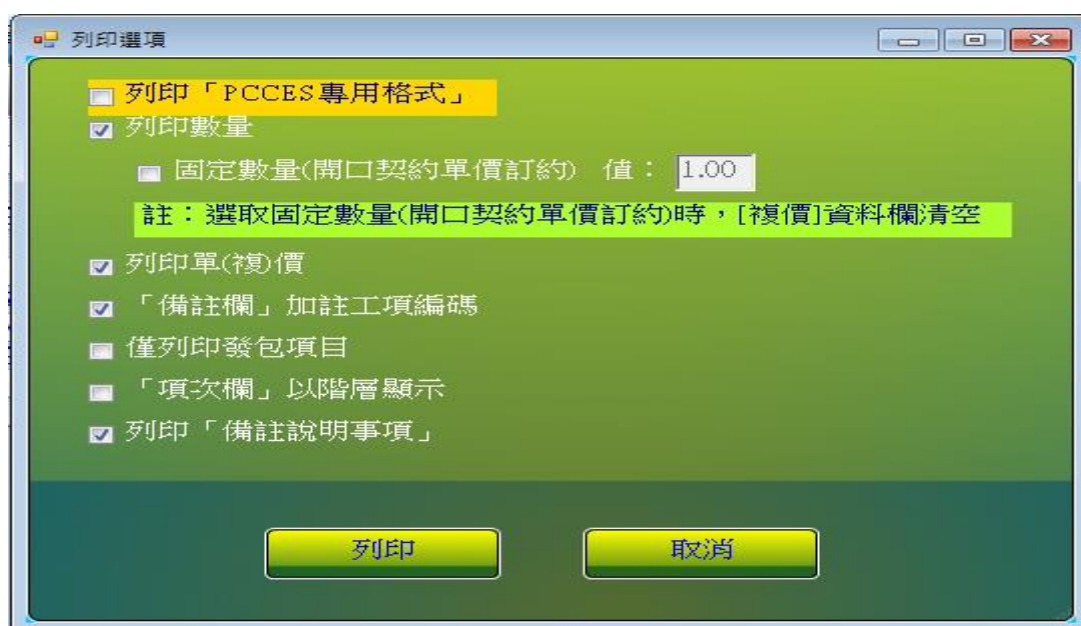 列印選項
列印「PCCES專用格式」
列印數量
固定數量(開口契約單價訂約) 值： 1.00
註：選取固定數量(開口契約單價訂約)時，[複價]資料欄清空
列印單(複)價
「備註欄」加註工項編碼
僅列印發包項目
「項次欄」以階層顯示
列印「備註說明事項」
列印 取消